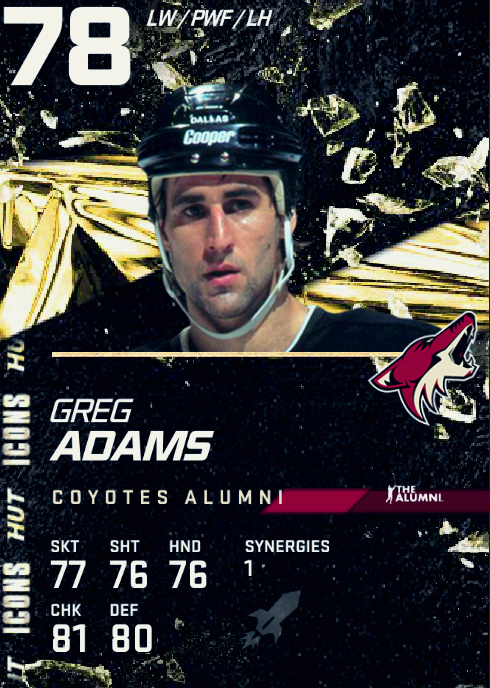 78
LW / PWF / LH
DALLAS
Cooper
GREG
ADAMS
COYOTES ALUMNI
THE
ALUMNI
SKT SHT HND SYNERGIES
77 76 76 1
CHK DEF
81 80
HUT ICONS HUT ICONS